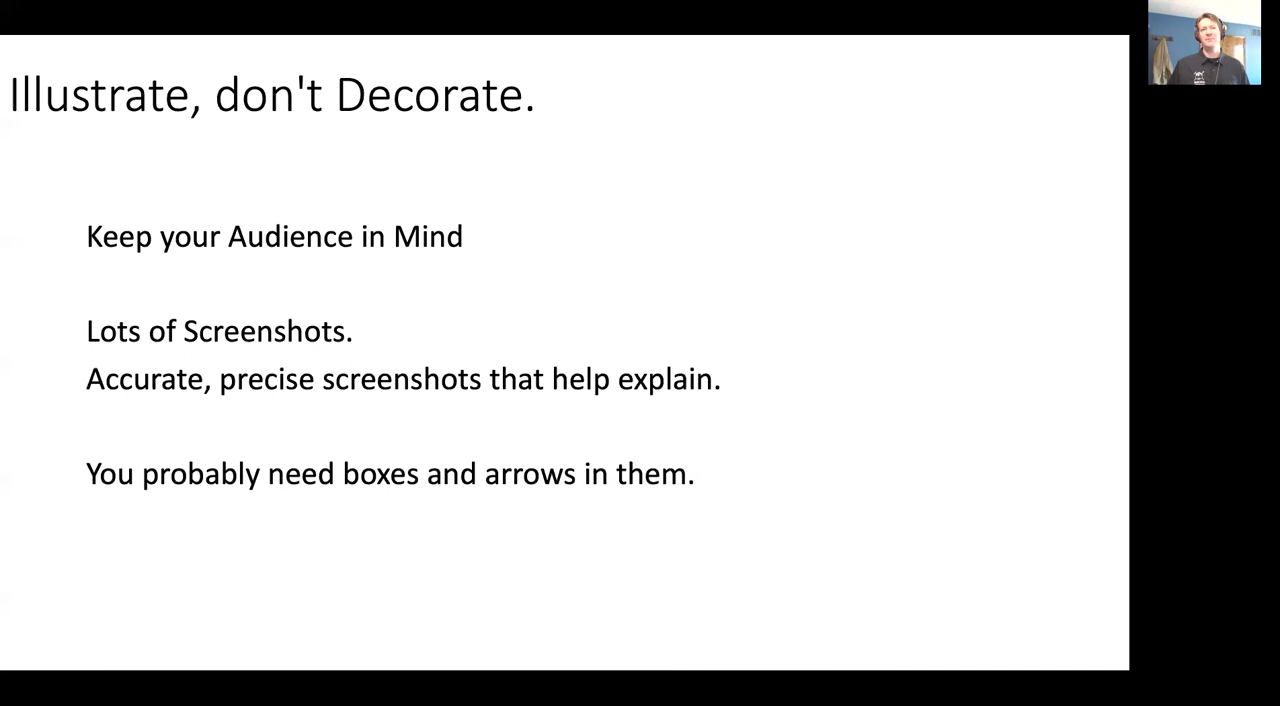 Illustrate, don't Decorate.
Keep your Audience in Mind
Lots of Screenshots.
Accurate, precise screenshots that help explain.
You probably need boxes and arrows in them.